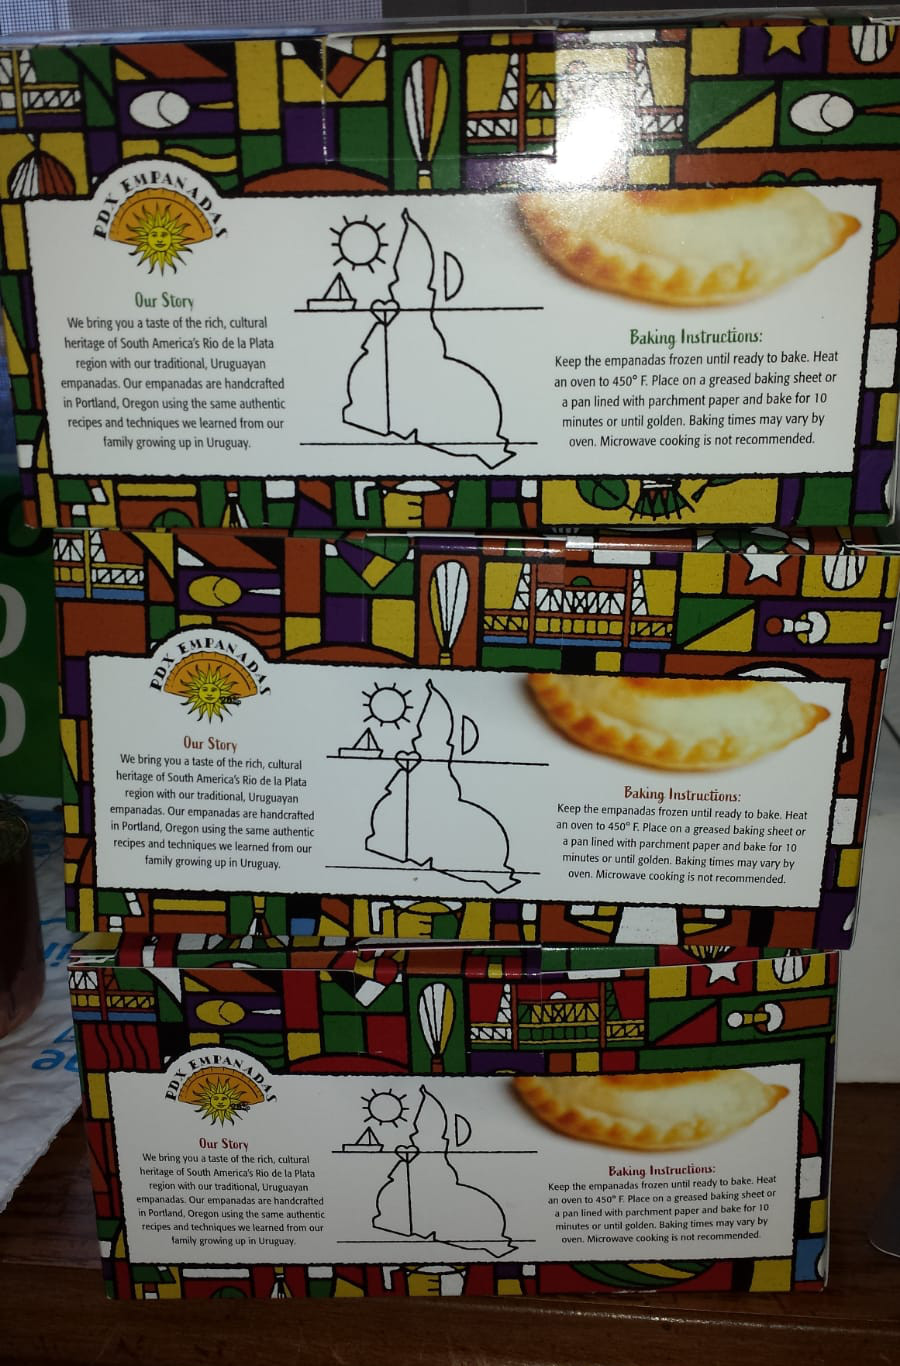 PDX EMPANADAS
Our Story
We bring you a taste of the rich, cultural
heritage of South America's Rio de la Plata
region with our traditional, Uruguayan
empanadas. Our empanadas are handcrafted
in Portland, Oregon using the same authentic
recipes and techniques we learned from our
family growing up in Uruguay.
Baking Instructions:
Keep the empanadas frozen until ready to bake. Heat
an oven to 450° F. Place on a greased baking sheet or
a pan lined with parchment paper and bake for 10
minutes or until golden. Baking times may vary by
oven. Microwave cooking is not recommended.
PDX EMPANADAS
Our Story
We bring you a taste of the rich, cultural
heritage of South America's Rio de la Plata
region with our traditional, Uruguayan
empanadas. Our empanadas are handcrafted
in Portland, Oregon using the same authentic
recipes and techniques we learned from our
family growing up in Uruguay.
Baking Instructions:
Keep the empanadas frozen until ready to bake. Heat
an oven to 450° F. Place on a greased baking sheet or
a pan lined with parchment paper and bake for 10
minutes or until golden. Baking times may vary by
oven. Microwave cooking is not recommended.
PDX EMPANADAS
Our Story
We bring you a taste of the rich, cultural
heritage of South America's Rio de la Plata
region with our traditional, Uruguayan
empanadas. Our empanadas are handcrafted
in Portland, Oregon using the same authentic
recipes and techniques we learned from our
family growing up in Uruguay.
Baking Instructions:
Keep the empanadas frozen until ready to bake. Heat
an oven to 450° F. Place on a greased baking sheet or
a pan lined with parchment paper and bake for 10
minutes or until golden. Baking times may vary by
oven. Microwave cooking is not recommended.